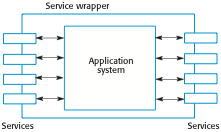 Service wrapper
Application
system
Services
Services